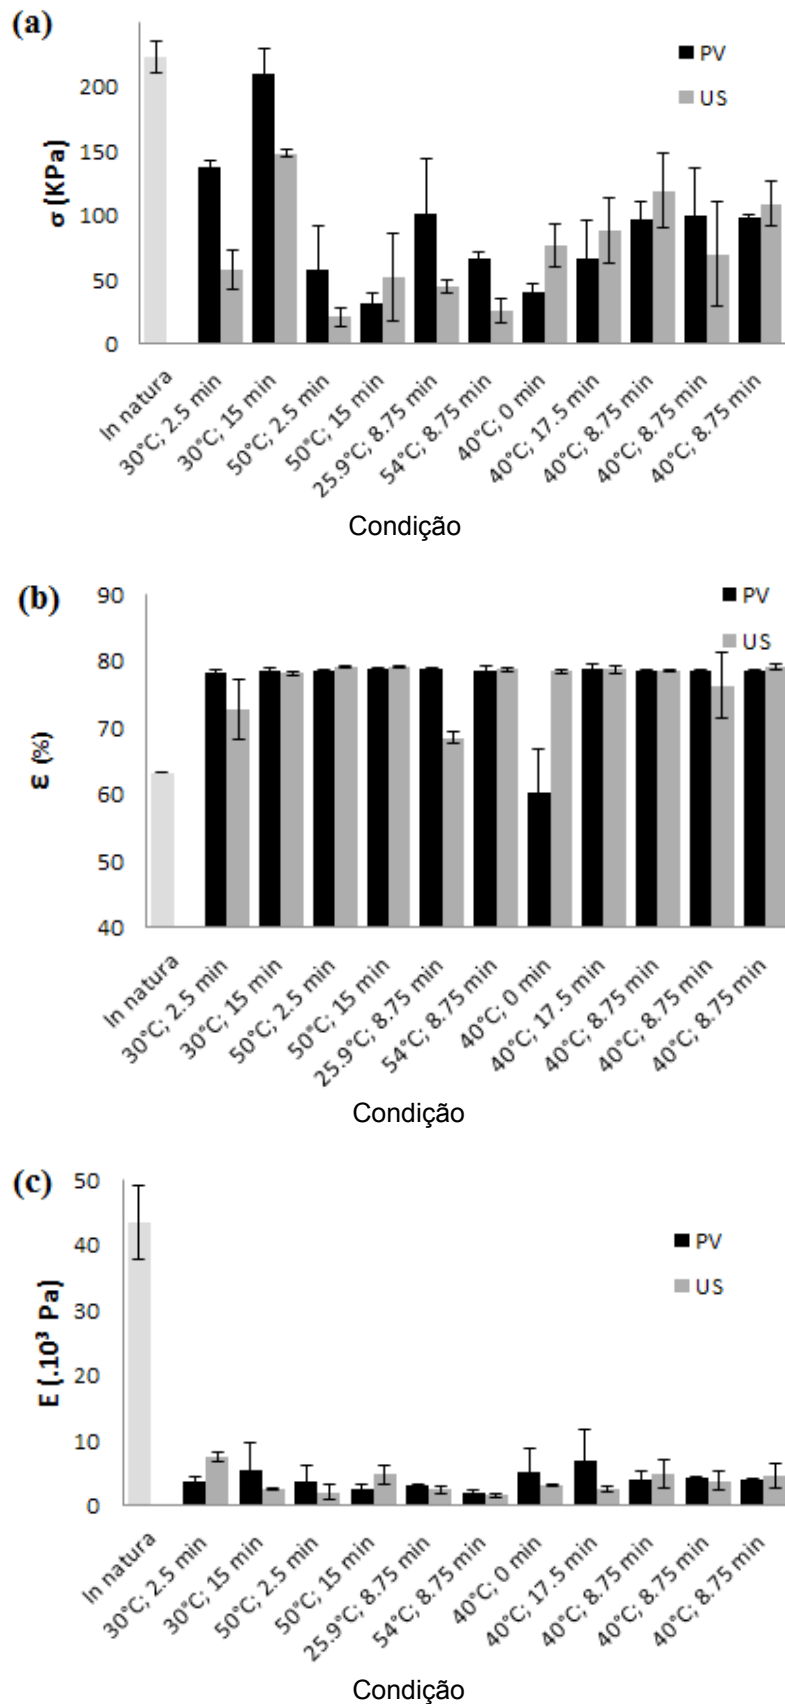 (a)
PV
US
σ (KPa)
200
150
100
50
0
In natura
30°C; 2.5 min
30°C; 15 min
50°C; 2.5 min
50°C; 15 min
25.9°C; 8.75 min
54°C; 8.75 min
40°C; 0 min
40°C; 17.5 min
40°C; 8.75 min
40°C; 8.75 min
40°C; 8.75 min
Condição
(b)
PV
US
ε (%)
90
80
70
60
50
40
In natura
30°C; 2.5 min
30°C; 15 min
50°C; 2.5 min
50°C; 15 min
25.9°C; 8.75 min
54°C; 8.75 min
40°C; 0 min
40°C; 17.5 min
40°C; 8.75 min
40°C; 8.75 min
40°C; 8.75 min
Condição
(c)
PV
US
E (.10³ Pa)
50
40
30
20
10
0
In natura
30°C; 2.5 min
30°C; 15 min
50°C; 2.5 min
50°C; 15 min
25.9°C; 8.75 min
54°C; 8.75 min
40°C; 0 min
40°C; 17.5 min
40°C; 8.75 min
40°C; 8.75 min
40°C; 8.75 min
Condição